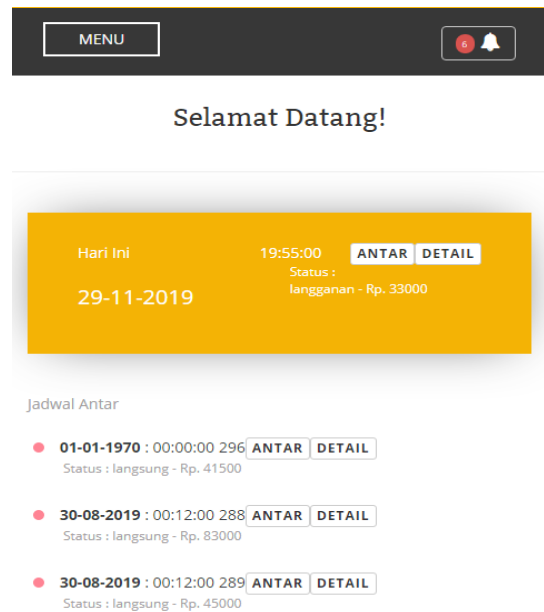 MENU
6
Selamat Datang!
Hari Ini
29-11-2019
19:55:00 ANTAR DETAIL
Status :
langganan - Rp. 33000
Jadwal Antar
01-01-1970 : 00:00:00 296 ANTAR DETAIL
Status : langsung - Rp. 41500
30-08-2019 : 00:12:00 288 ANTAR DETAIL
Status : langsung - Rp. 83000
30-08-2019 : 00:12:00 289 ANTAR DETAIL
Status : langsung - Rp. 45000